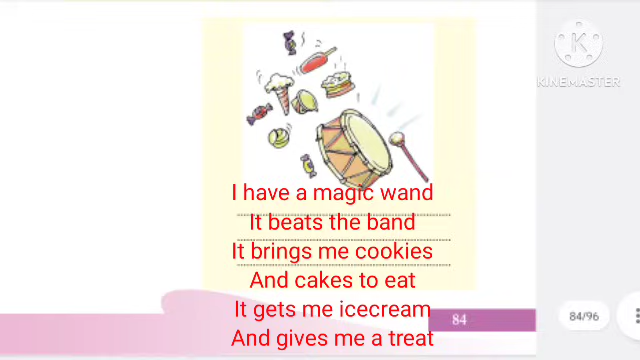 K
KINEMASTER
I have a magic wand
It beats the band
It brings me cookies
And cakes to eat
It gets me icecream
And gives me a treat
84
84/96